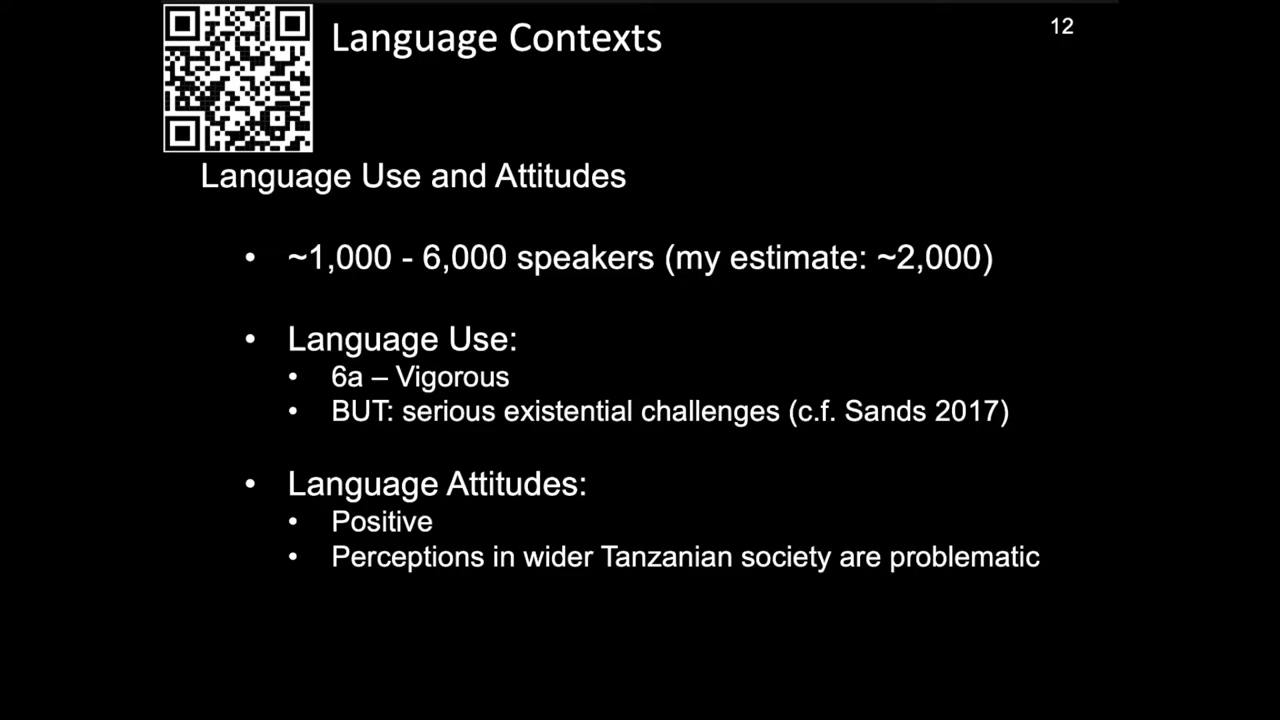 Language Contexts
12
Language Use and Attitudes
• ~1,000 - 6,000 speakers (my estimate: ~2,000)
• Language Use:
• 6a – Vigorous
• BUT: serious existential challenges (c.f. Sands 2017)
• Language Attitudes:
• Positive
• Perceptions in wider Tanzanian society are problematic